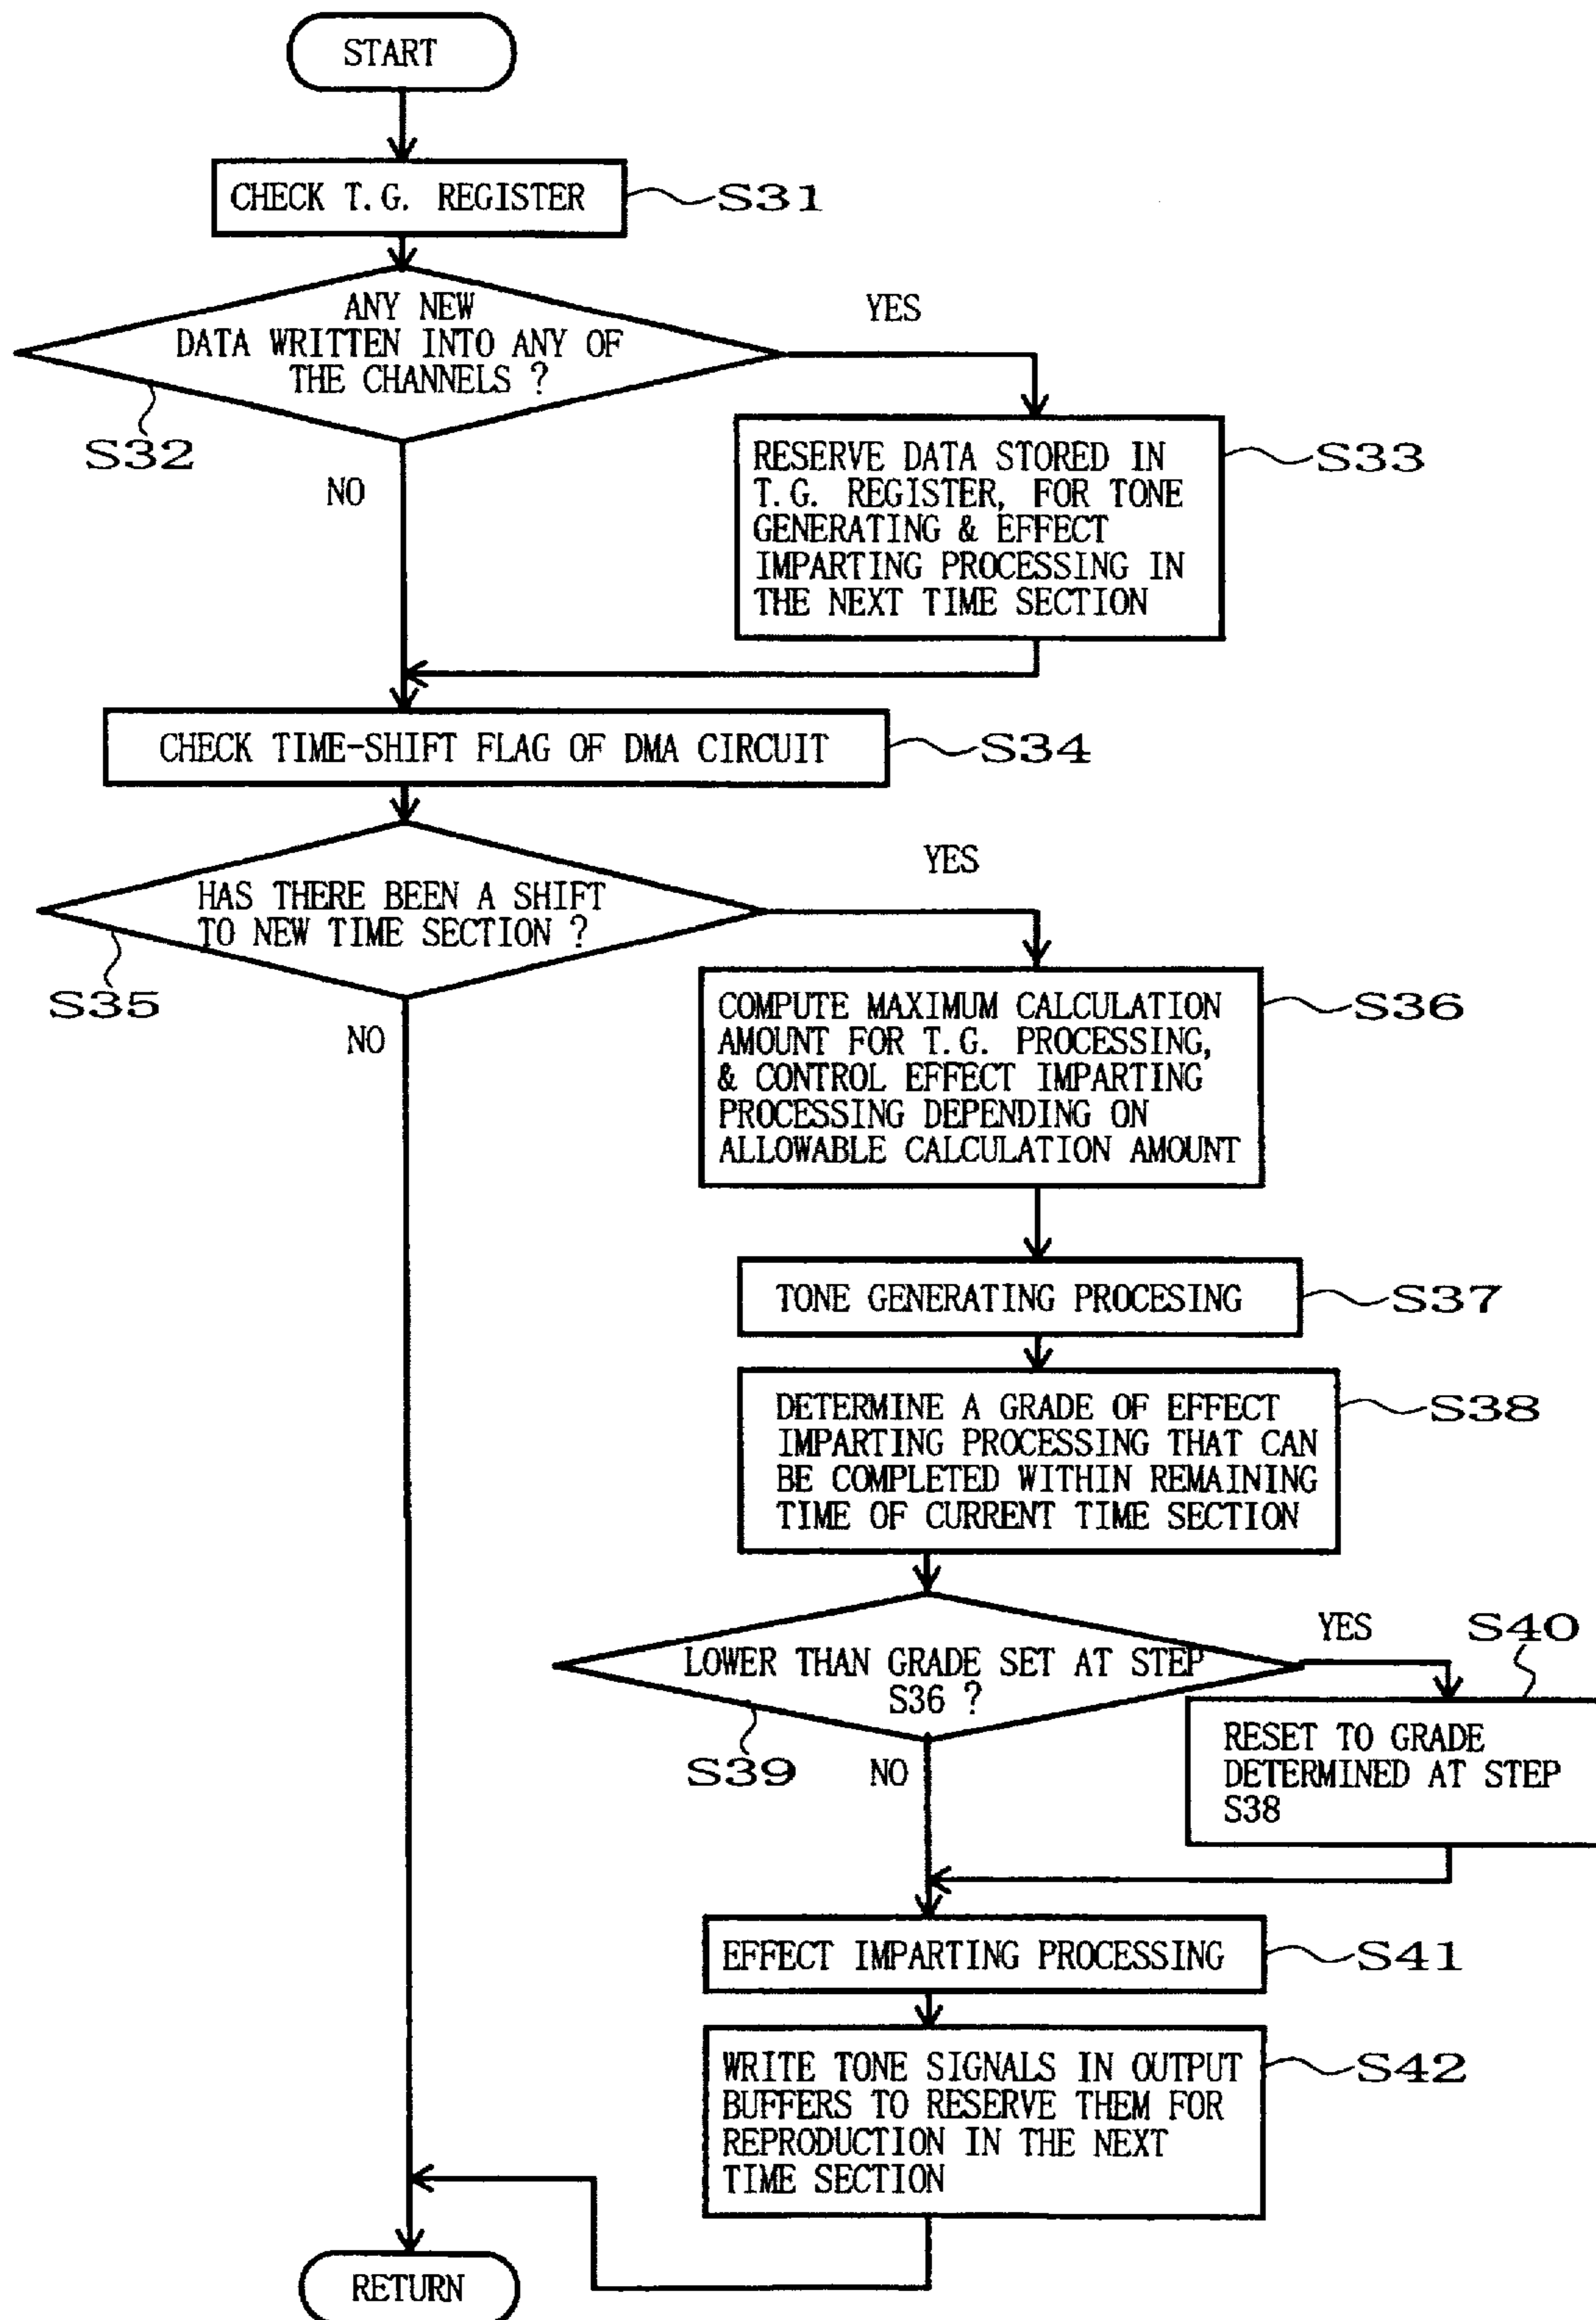 START
CHECK T.G. REGISTER
S31
ANY NEW
DATA WRITTEN INTO ANY OF
THE CHANNELS ?
YES
S32
NO
RESERVE DATA STORED IN
T.G. REGISTER, FOR TONE
GENERATING & EFFECT
IMPARTING PROCESSING IN
THE NEXT TIME SECTION
S33
CHECK TIME-SHIFT FLAG OF DMA CIRCUIT
S34
HAS THERE BEEN A SHIFT
TO NEW TIME SECTION ?
YES
S35
NO
COMPUTE MAXIMUM CALCULATION
AMOUNT FOR T.G. PROCESSING,
& CONTROL EFFECT IMPARTING
PROCESSING DEPENDING ON
ALLOWABLE CALCULATION AMOUNT
S36
TONE GENERATING PROCESING
S37
DETERMINE A GRADE OF EFFECT
IMPARTING PROCESSING THAT CAN
BE COMPLETED WITHIN REMAINING
TIME OF CURRENT TIME SECTION
S38
LOWER THAN GRADE SET AT STEP
S36 ?
YES
S40
S39
NO
RESET TO GRADE
DETERMINED AT STEP
S38
EFFECT IMPARTING PROCESSING
S41
WRITE TONE SIGNALS IN OUTPUT
BUFFERS TO RESERVE THEM FOR
REPRODUCTION IN THE NEXT
TIME SECTION
S42
RETURN